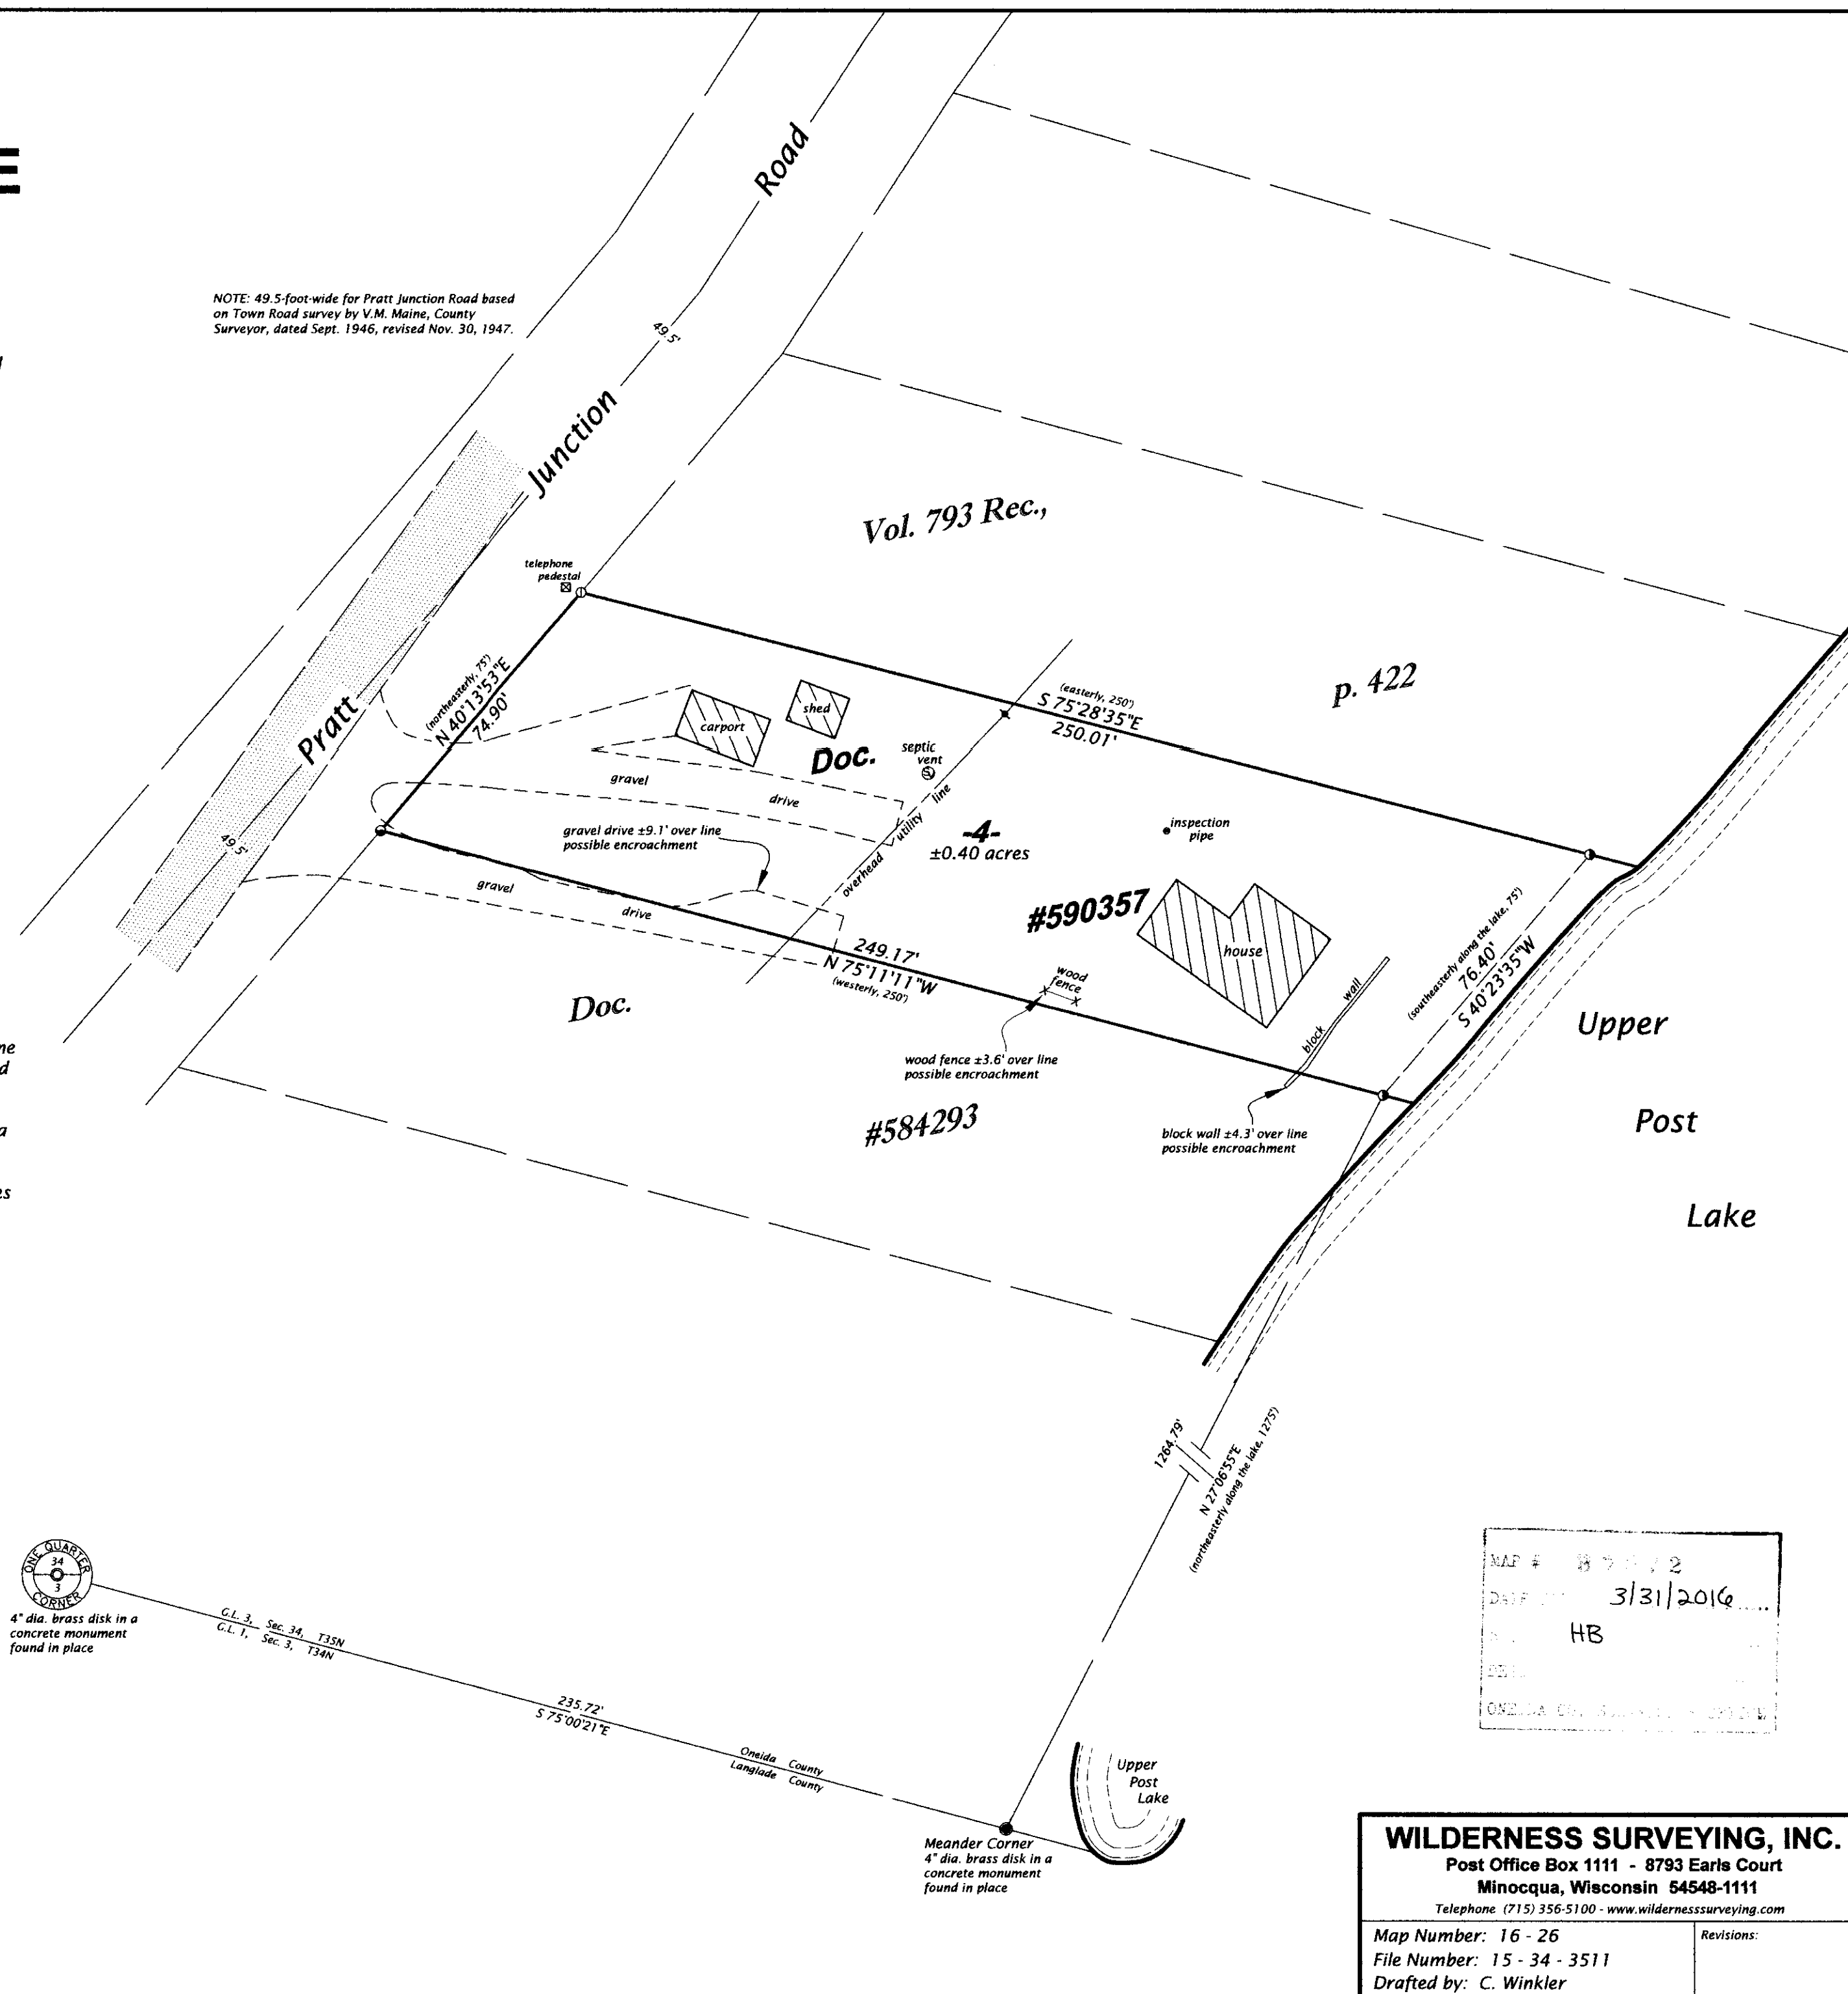 E
NOTE: 49.5-foot-wide for Pratt Junction Road based
on Town Road survey by V.M. Maine, County
Surveyor, dated Sept. 1946, revised Nov. 30, 1947.
Road
49.5'
Junction
Pratt
49.5'
Vol. 793 Rec.,
p. 422
telephone
pedestal
(northeasterly, 75')
N 40°13'53"E
74.90'
(easterly, 250')
S 75°28'35"E
250.01'
carport
shed
Doc.
septic
vent
gravel
drive
overhead utility line
-4-
±0.40 acres
inspection
pipe
gravel drive ±9.1' over line
possible encroachment
gravel
drive
#590357
house
249.17'
N 75°11'11"W
(westerly, 250')
wood
fence
block wall
(southeasterly along the lake, 75')
76.40'
S 40°23'35"W
Doc.
#584293
wood fence ±3.6' over line
possible encroachment
block wall ±4.3' over line
possible encroachment
Upper
Post
Lake
1264.79'
N 27°06'55"E
(northeasterly along the lake, 1275')
ONE QUARTER
34
3
CORNER
4" dia. brass disk in a
concrete monument
found in place
G.L. 3, Sec. 34, T35N
G.L. 1, Sec. 3, T34N
235.72'
S 75°00'21"E
Oneida County
Langlade County
Meander Corner
4" dia. brass disk in a
concrete monument
found in place
Upper
Post
Lake
MAP #
3/31/2016
HB
WILDERNESS SURVEYING, INC.
Post Office Box 1111 - 8793 Earls Court
Minocqua, Wisconsin 54548-1111
Telephone (715) 356-5100 - www.wildernesssurveying.com
Map Number: 16 - 26
File Number: 15 - 34 - 3511
Drafted by: C. Winkler
Revisions: